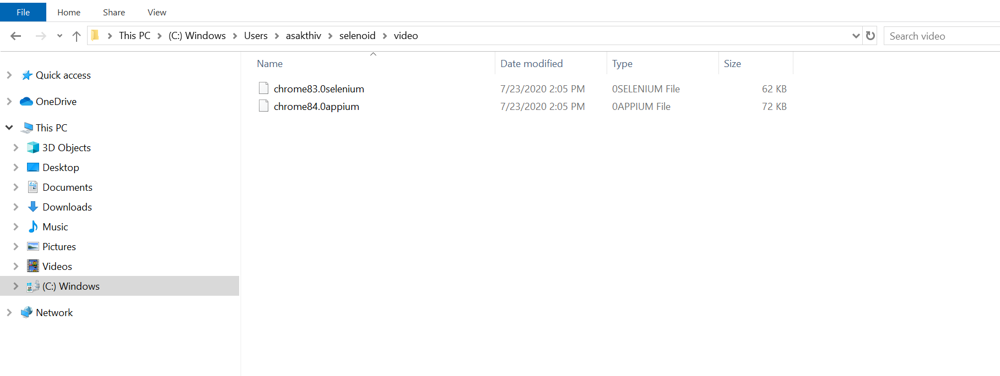 File Home Share View
This PC (C:) Windows Users asakthiv selenoid video Search video
Name Date modified Type Size
chrome83.0selenium 7/23/2020 2:05 PM 0SELENIUM File 62 KB
chrome84.0appium 7/23/2020 2:05 PM 0APPIUM File 72 KB
Quick access
OneDrive
This PC
3D Objects
Desktop
Documents
Downloads
Music
Pictures
Videos
(C:) Windows
Network